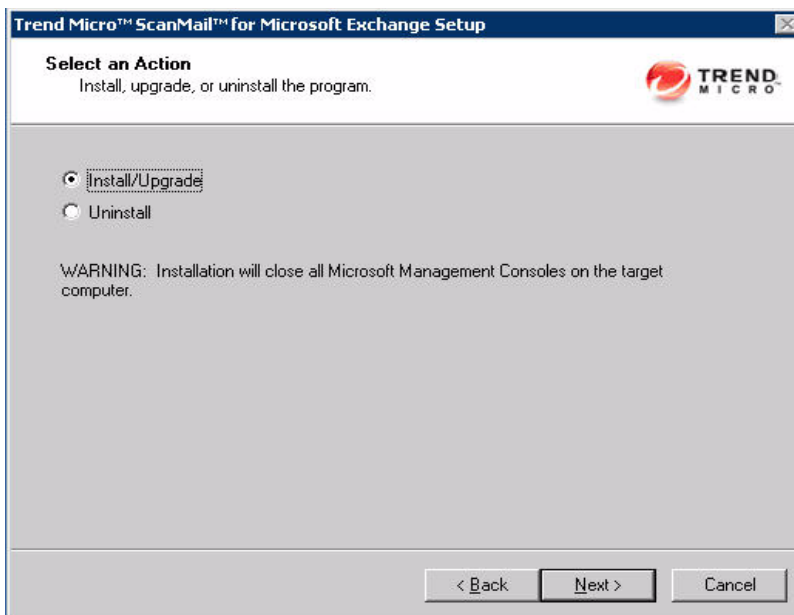 Trend Micro™ ScanMail™ for Microsoft Exchange Setup
Select an Action
Install, upgrade, or uninstall the program.
TREND
MICRO™
Install/Upgrade
Uninstall
WARNING:  Installation will close all Microsoft Management Consoles on the target
computer.
< Back
Next >
Cancel